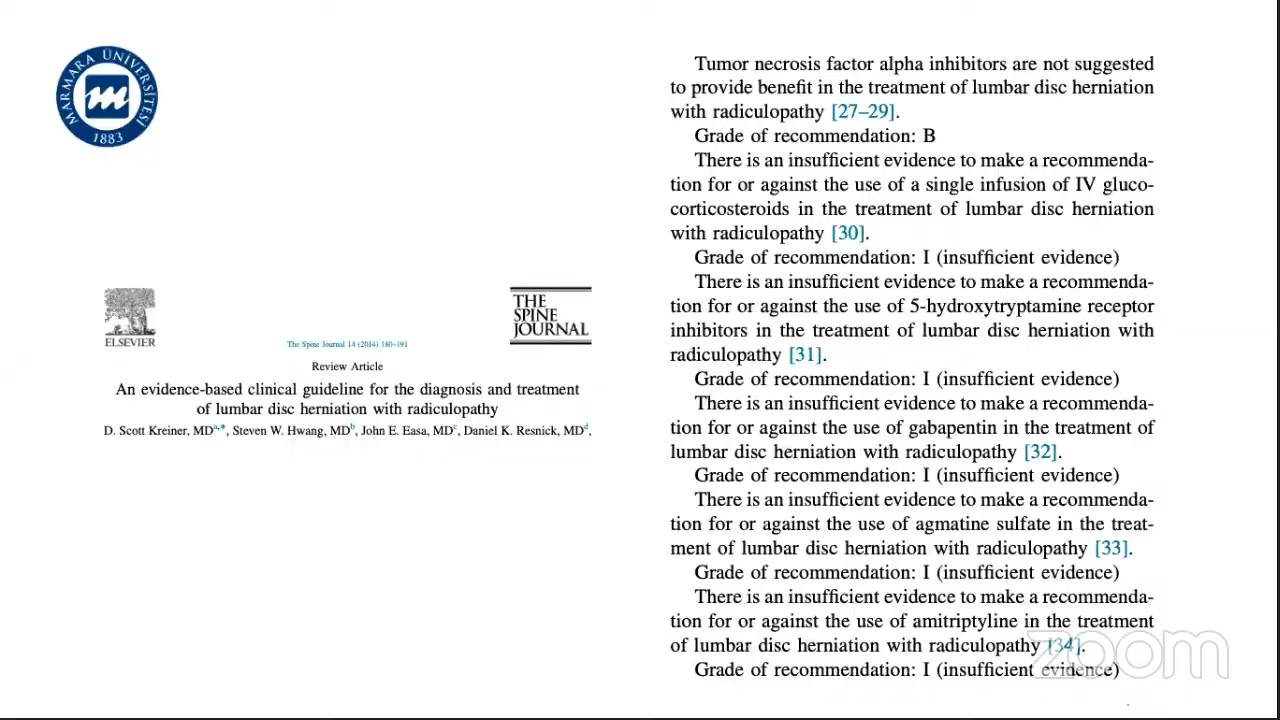 MARMARA ÜNİVERSİTESİ
m
1883
ELSEVIER
THE
SPINE
JOURNAL
The Spine Journal 14 (2014) 180–191
Review Article
An evidence-based clinical guideline for the diagnosis and treatment
of lumbar disc herniation with radiculopathy
D. Scott Kreiner, MDa,*, Steven W. Hwang, MDb, John E. Easa, MDc, Daniel K. Resnick, MDd,
Tumor necrosis factor alpha inhibitors are not suggested
to provide benefit in the treatment of lumbar disc herniation
with radiculopathy [27–29].
Grade of recommendation: B
There is an insufficient evidence to make a recommenda-
tion for or against the use of a single infusion of IV gluco-
corticosteroids in the treatment of lumbar disc herniation
with radiculopathy [30].
Grade of recommendation: I (insufficient evidence)
There is an insufficient evidence to make a recommenda-
tion for or against the use of 5-hydroxytryptamine receptor
inhibitors in the treatment of lumbar disc herniation with
radiculopathy [31].
Grade of recommendation: I (insufficient evidence)
There is an insufficient evidence to make a recommenda-
tion for or against the use of gabapentin in the treatment of
lumbar disc herniation with radiculopathy [32].
Grade of recommendation: I (insufficient evidence)
There is an insufficient evidence to make a recommenda-
tion for or against the use of agmatine sulfate in the treat-
ment of lumbar disc herniation with radiculopathy [33].
Grade of recommendation: I (insufficient evidence)
There is an insufficient evidence to make a recommenda-
tion for or against the use of amitriptyline in the treatment
of lumbar disc herniation with radiculopathy [34].
Grade of recommendation: I (insufficient evidence)
zoom